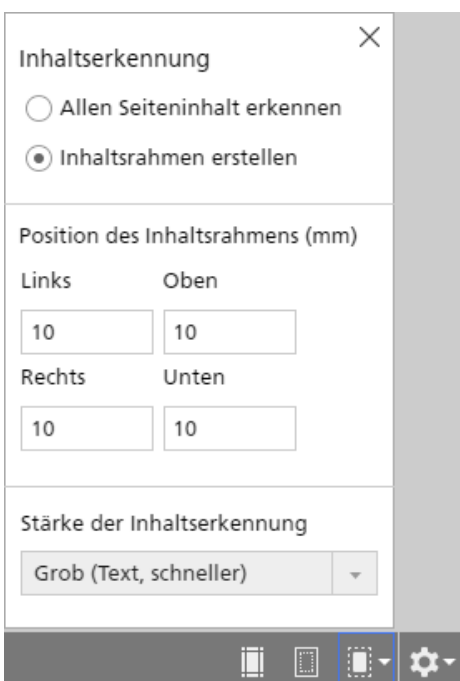 Inhaltserkennung
Allen Seiteninhalt erkennen
Inhaltsrahmen erstellen
Position des Inhaltsrahmens (mm)
Links Oben
10 10
Rechts Unten
10 10
Stärke der Inhaltserkennung
Grob (Text, schneller)